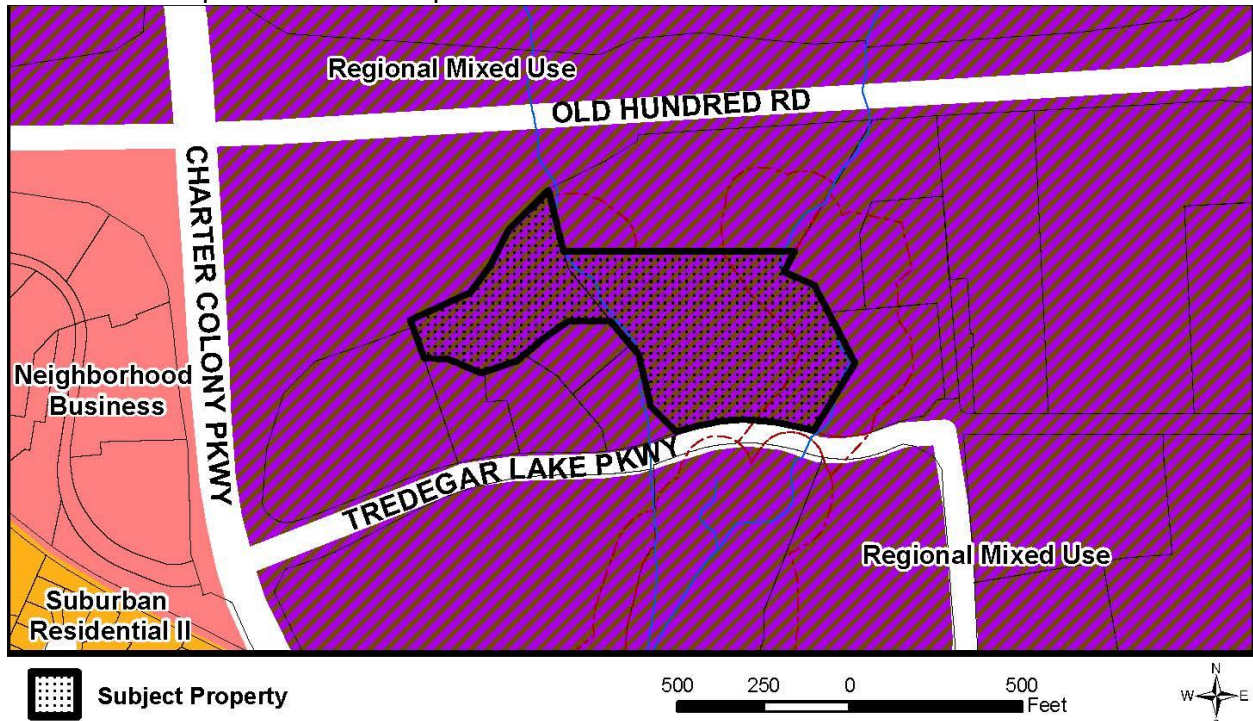 Regional Mixed Use
OLD HUNDRED RD
CHARTER COLONY PKWY
Neighborhood
Business
TREDEGAR LAKE PKWY
Regional Mixed Use
Suburban
Residential II
Subject Property
500 250 0 500
Feet
N
W E